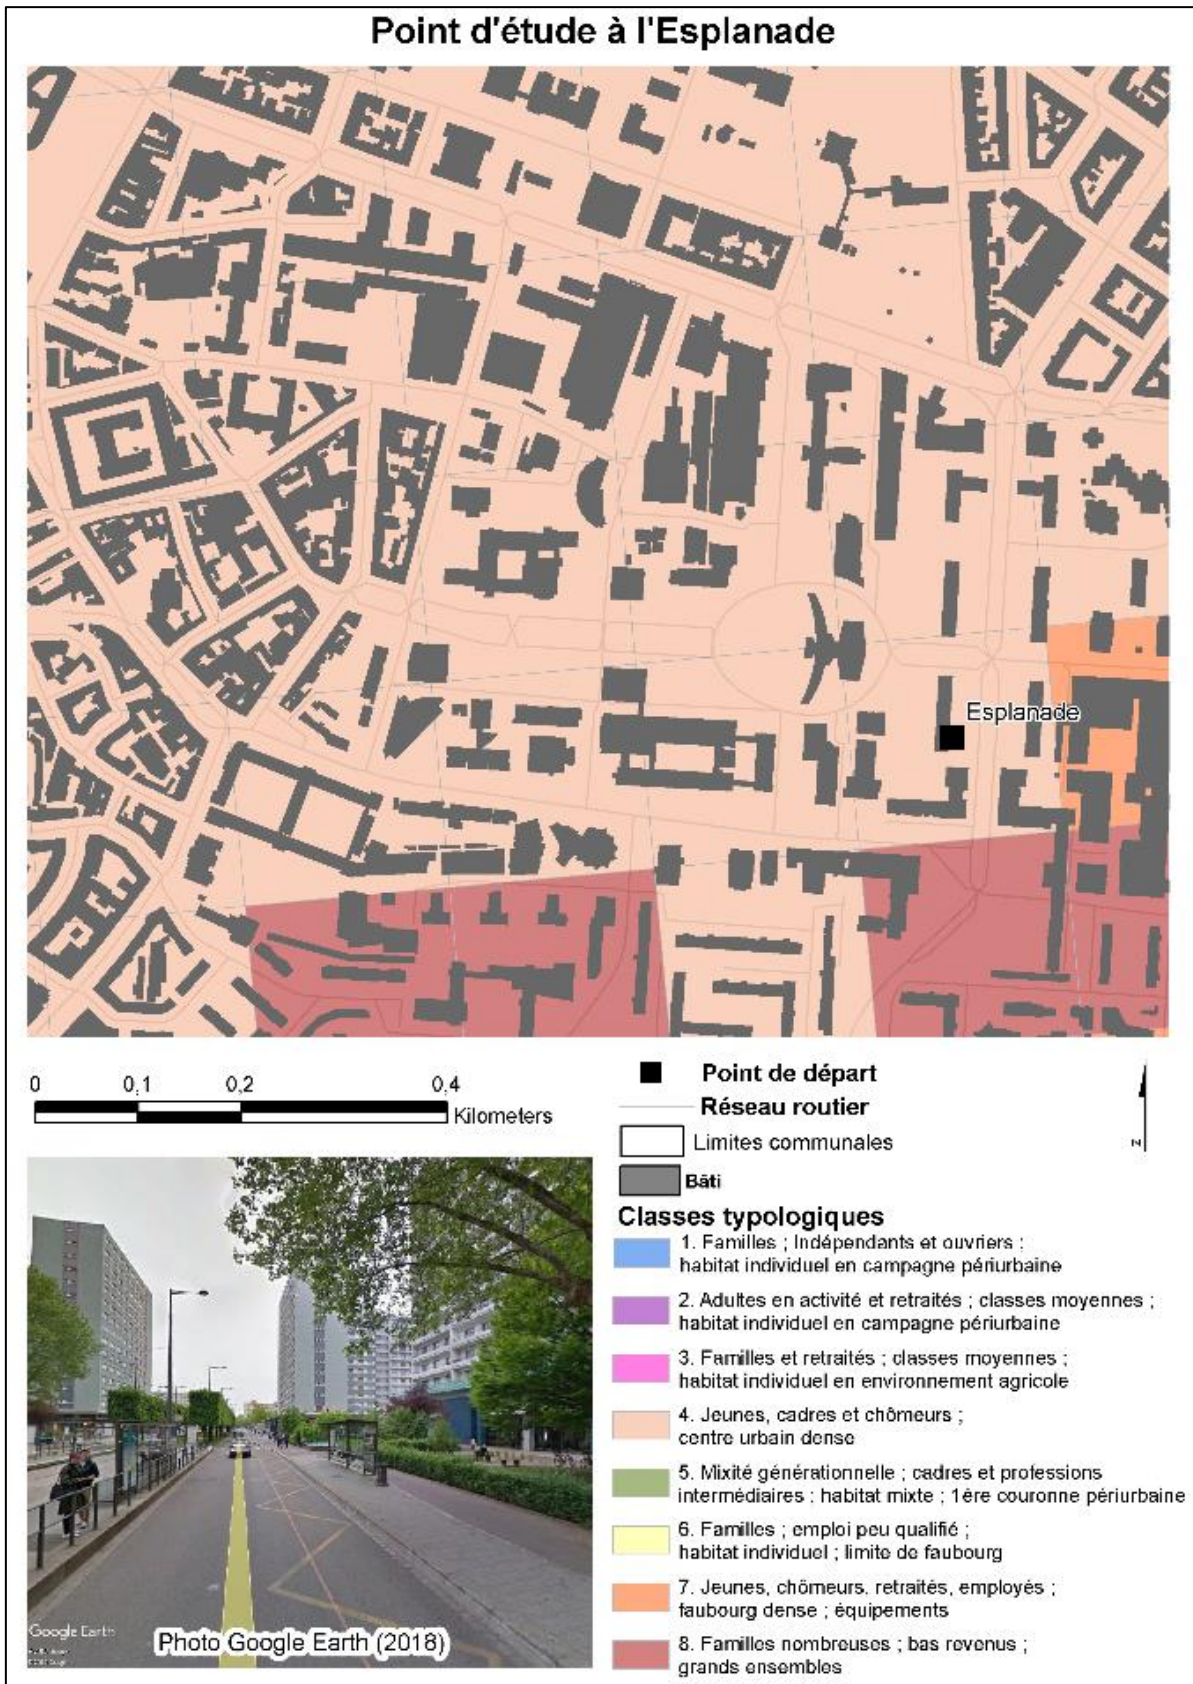 Point d'étude à l'Esplanade
Esplanade
0 0,1 0,2 0,4
Kilometers
Point de départ
Réseau routier
Limites communales
N
Bâti
Classes typologiques
1. Familles ; Indépendants et ouvriers ;
habitat individuel en campagne périurbaine
2. Adultes en activité et retraités ; classes moyennes ;
habitat individuel en campagne périurbaine
3. Familles et retraités ; classes moyennes ;
habitat individuel en environnement agricole
4. Jeunes, cadres et chômeurs ;
centre urbain dense
5. Mixité générationnelle ; cadres et professions
intermédiaires ; habitat mixte ; 1ère couronne périurbaine
6. Familles ; emploi peu qualifié ;
habitat individuel ; limite de faubourg
7. Jeunes, chômeurs, retraités, employés ;
faubourg dense ; équipements
8. Familles nombreuses ; bas revenus ;
grands ensembles
Google Earth
Photo Google Earth (2018)